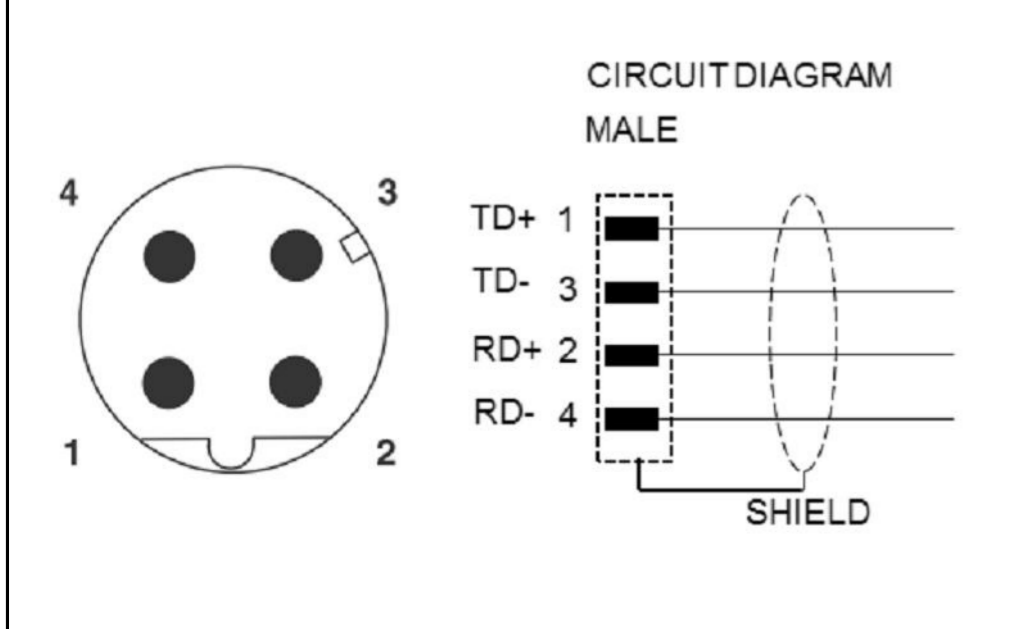 CIRCUIT DIAGRAM
MALE
4 3
1 2
TD+ 1
TD- 3
RD+ 2
RD- 4
SHIELD